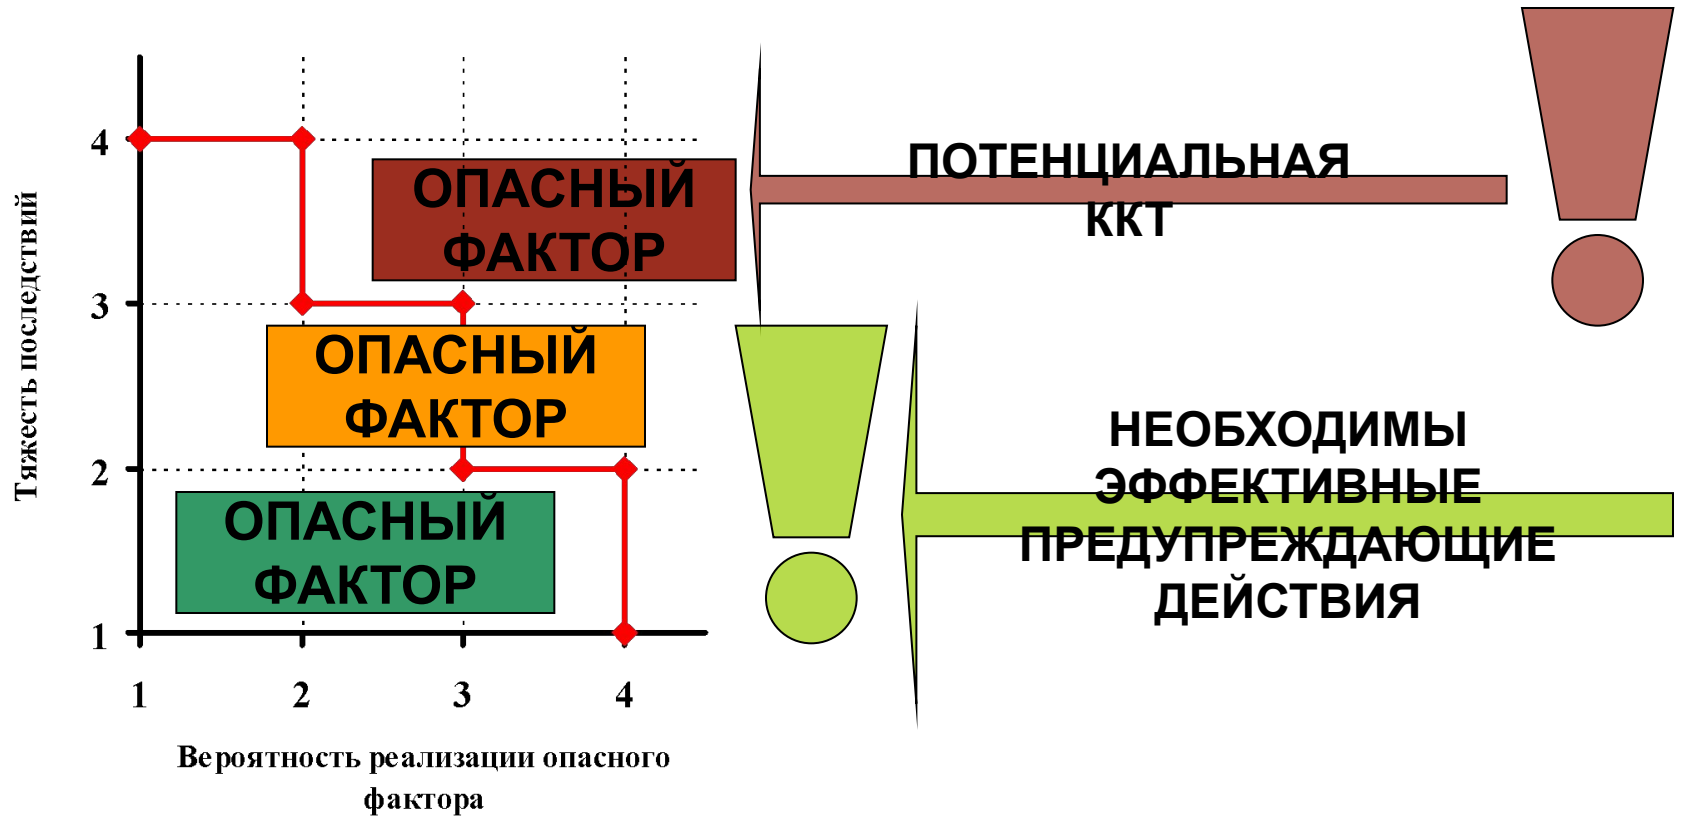 Тяжесть последствий
4
3
2
1
ОПАСНЫЙ
ФАКТОР
ОПАСНЫЙ
ФАКТОР
ОПАСНЫЙ
ФАКТОР
1 2 3 4
Вероятность реализации опасного
фактора
ПОТЕНЦИАЛЬНАЯ
ККТ
НЕОБХОДИМЫ
ЭФФЕКТИВНЫЕ
ПРЕДУПРЕЖДАЮЩИЕ
ДЕЙСТВИЯ